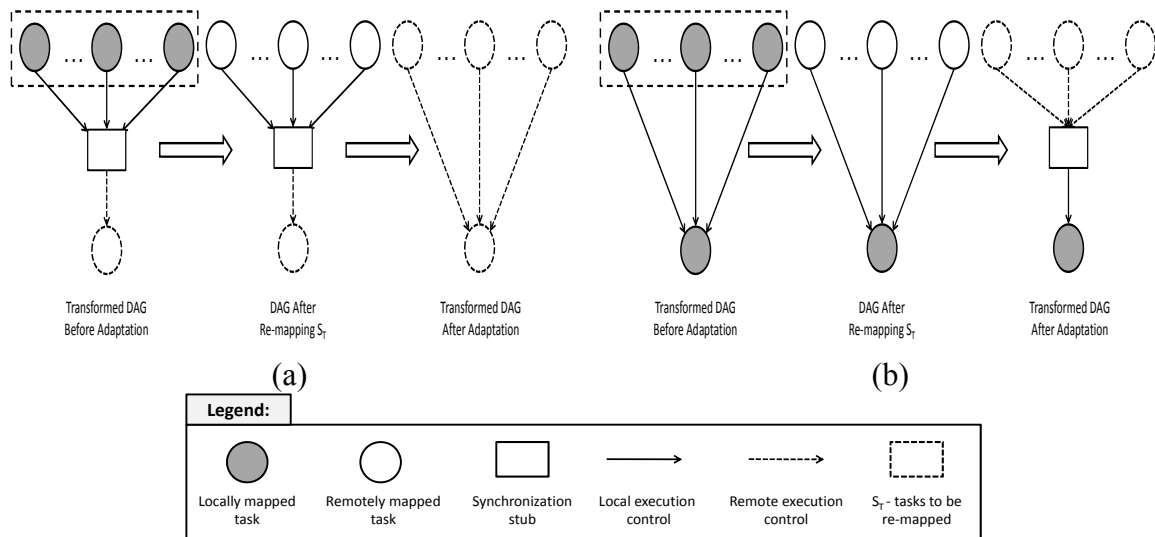 ... ... ... ... ... ...
... ... ... ... ... ...
Transformed DAG
Before Adaptation
DAG After
Re-mapping S_T
Transformed DAG
After Adaptation
Transformed DAG
Before Adaptation
DAG After
Re-mapping S_T
Transformed DAG
After Adaptation
(a)
(b)
Legend:
Locally mapped
task
Remotely mapped
task
Synchronization
stub
Local execution
control
Remote execution
control
S_T - tasks to be
re-mapped